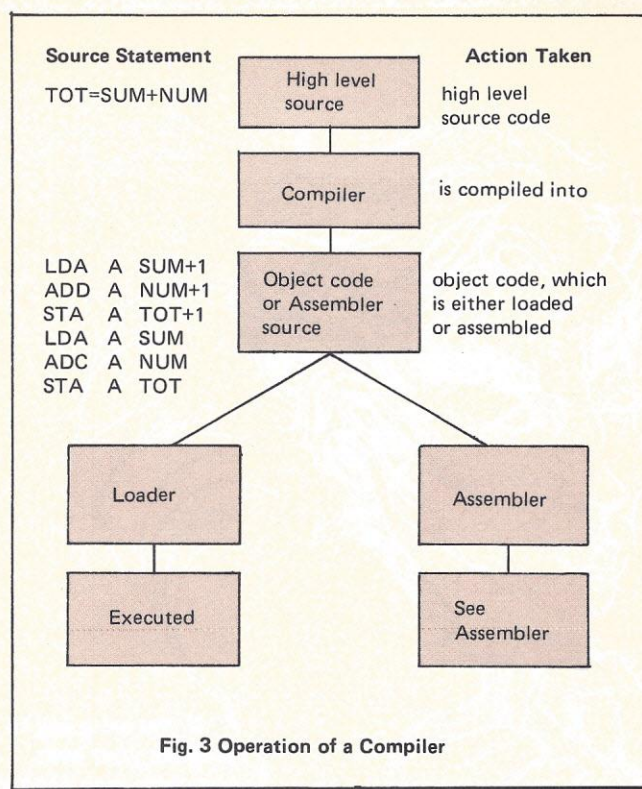 Source Statement
Action Taken
TOT=SUM+NUM
High level
source
high level
source code
Compiler
is compiled into
LDA A SUM+1
ADD A NUM+1
STA A TOT+1
LDA A SUM
ADC A NUM
STA A TOT
Object code
or Assembler
source
object code, which
is either loaded
or assembled
Loader
Assembler
Executed
See
Assembler
Fig. 3 Operation of a Compiler